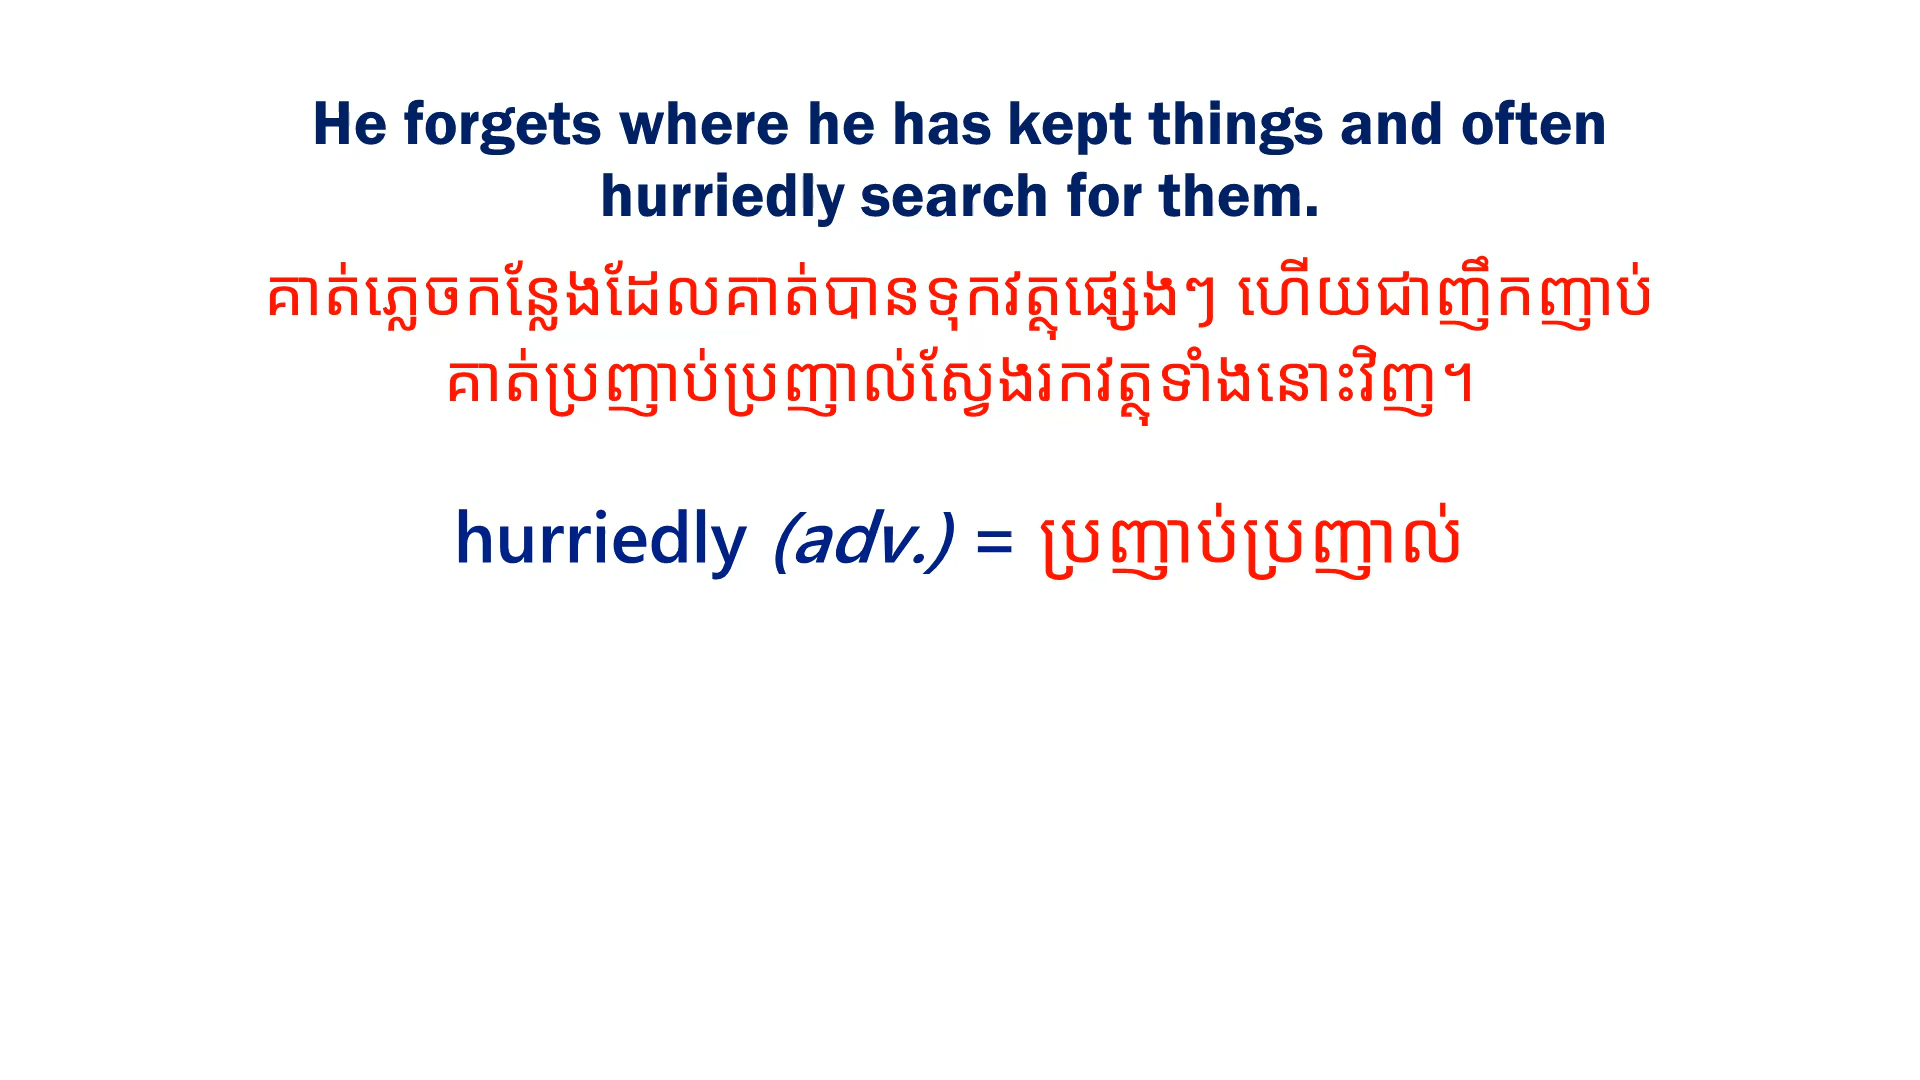 He forgets where he has kept things and often
hurriedly search for them.
គាត់ភ្លេចកន្លែងដែលគាត់បានទុកវត្ថុផ្សេងៗ ហើយជាញឹកញាប់
គាត់ប្រញាប់ប្រញាល់ស្វែងរកវត្ថុទាំងនោះវិញ។
hurriedly (adv.) = ប្រញាប់ប្រញាល់